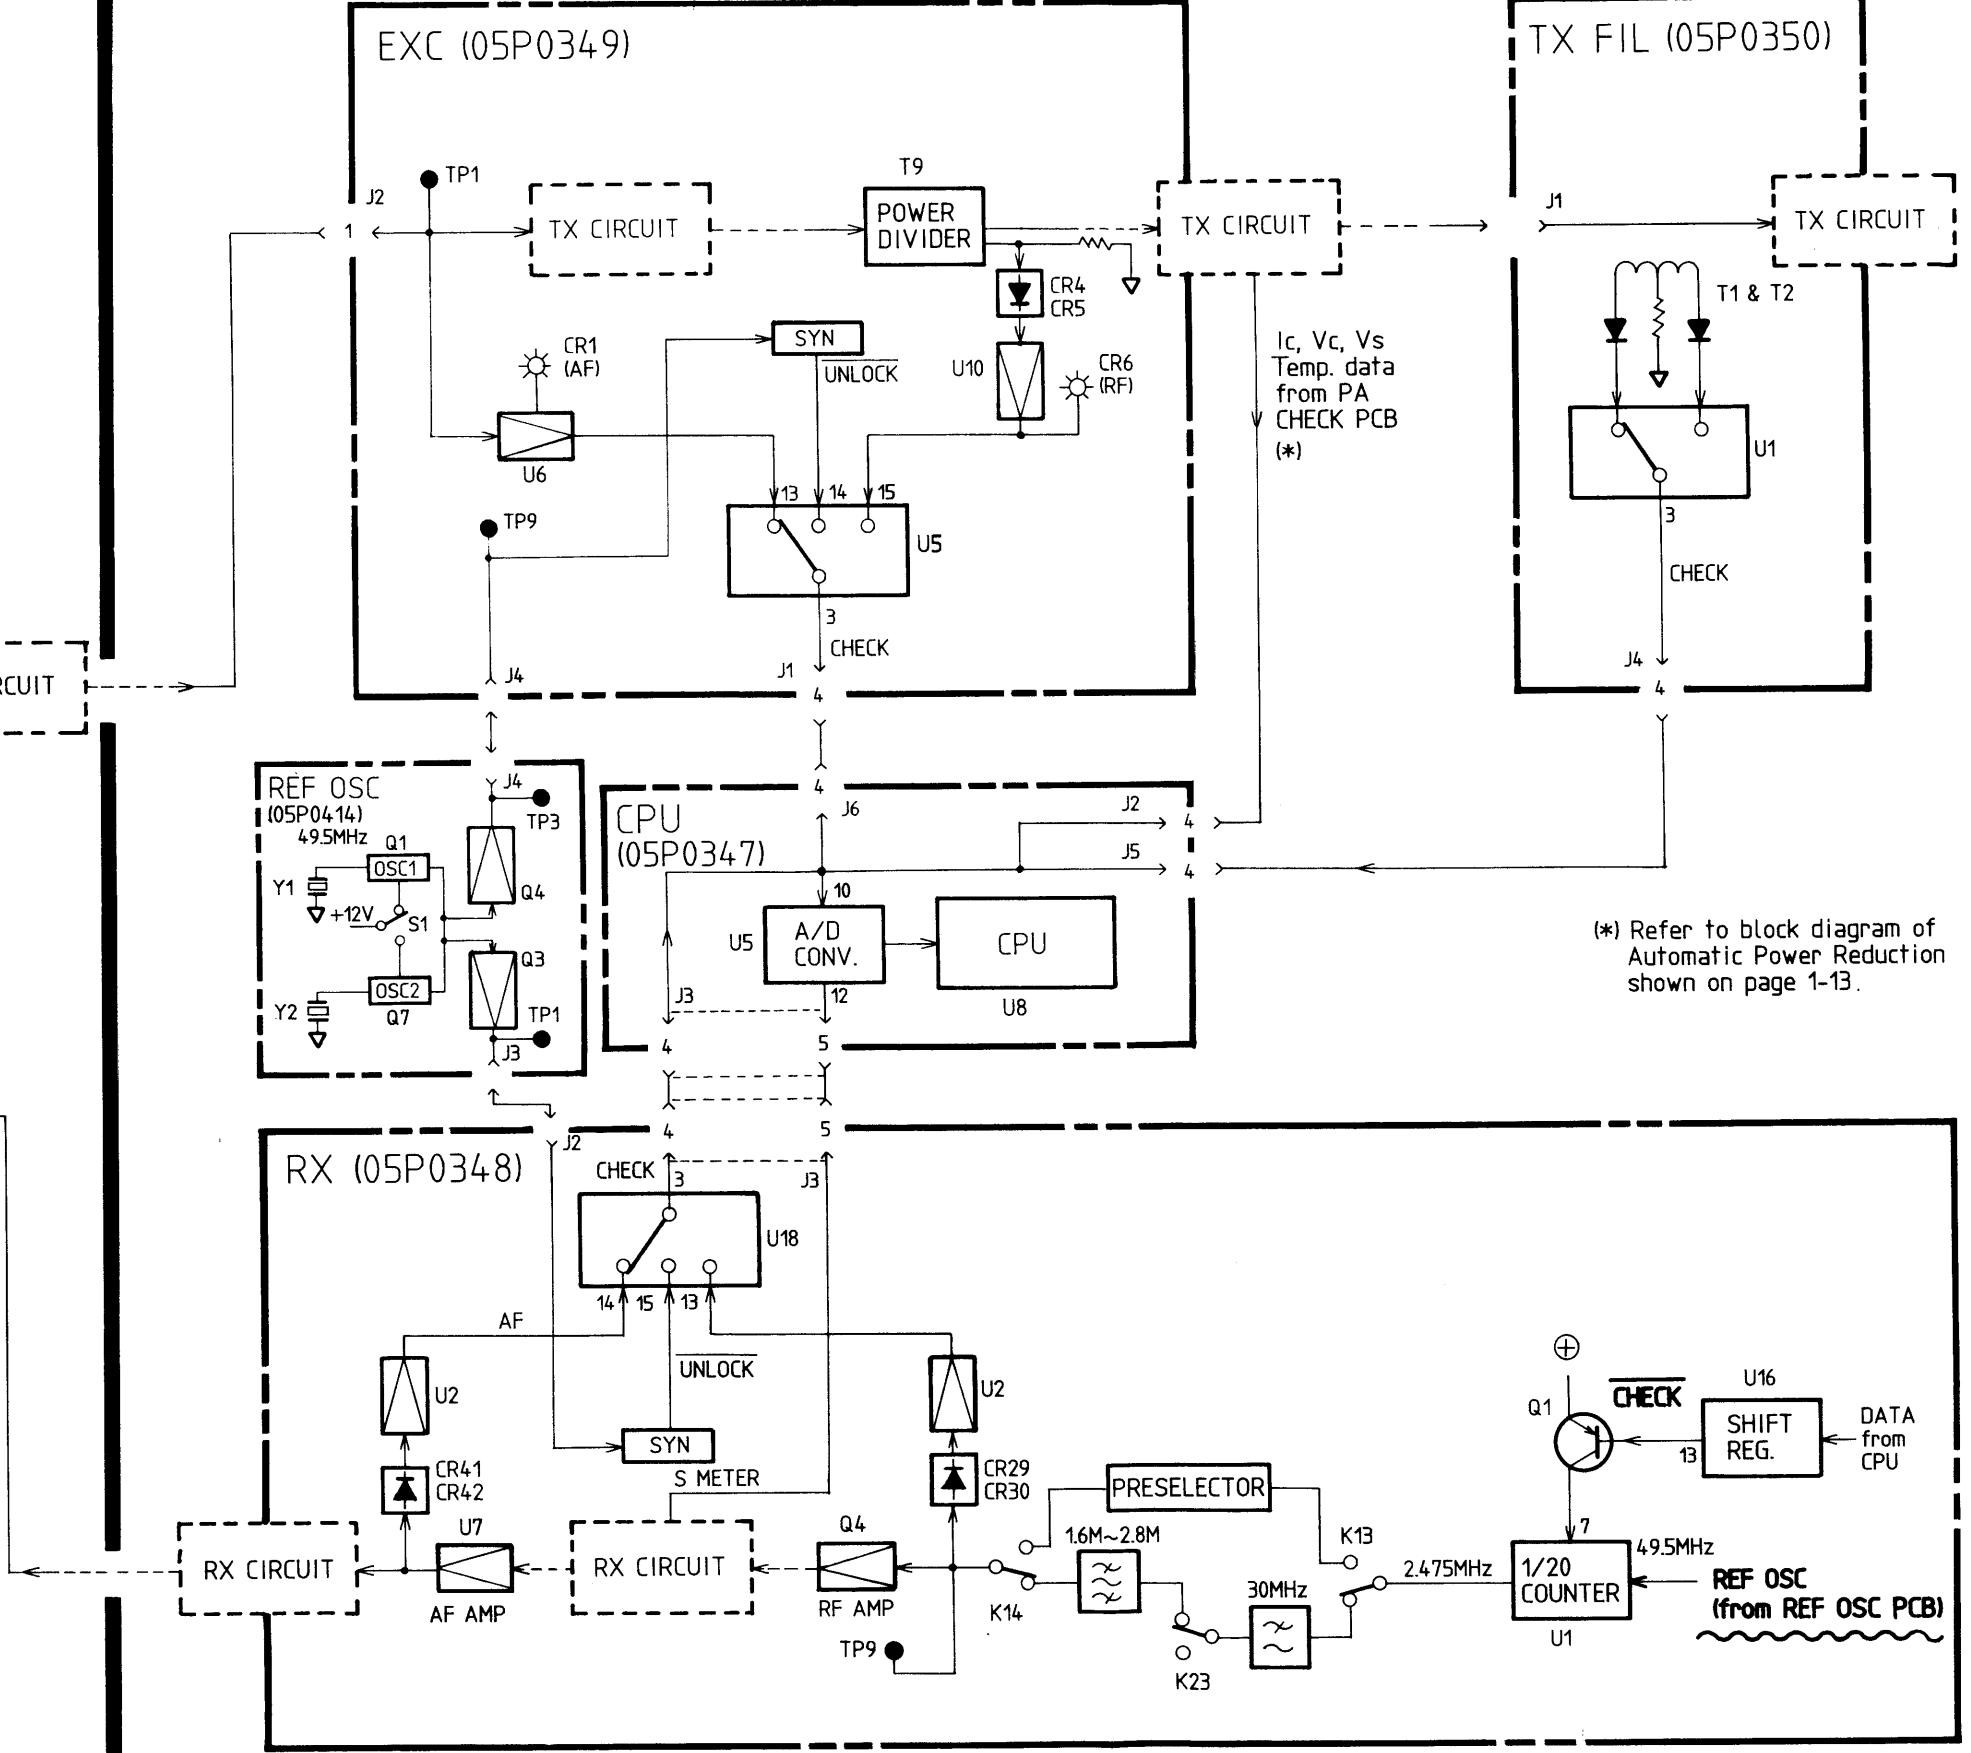 EXC (05P0349)
TX FIL (05P0350)
TP1
J2
1
TX CIRCUIT
T9
POWER
DIVIDER
TX CIRCUIT
J1
TX CIRCUIT
CR4
CR5
T1 & T2
SYN
UNLOCK
CR1
(AF)
U10
CR6
(RF)
Ic, Vc, Vs
Temp. data
from PA
CHECK PCB
(*)
U6
U1
13
14
15
TP9
U5
3
CHECK
3
CHECK
J4
J1
4
J4
4
RCUIT
REF OSC
(05P0414)
49.5MHz
J4
TP3
Q1
OSC1
Y1
+12V
S1
Q4
Q3
OSC2
Y2
Q7
TP1
J3
CPU
(05P0347)
4
J6
J2
4
J5
4
10
U5
A/D
CONV.
CPU
12
U8
J3
4
5
(*) Refer to block diagram of
Automatic Power Reduction
shown on page 1-13.
RX (05P0348)
J2
4
5
CHECK
3
J3
U18
14
15
13
AF
UNLOCK
U2
U2
SYN
S METER
CR41
CR42
CR29
CR30
U7
RX CIRCUIT
AF AMP
RX CIRCUIT
Q4
RF AMP
TP9
K14
PRESELECTOR
1.6M~2.8M
K13
30MHz
K23
2.475MHz
Q1
CHECK
U16
SHIFT
REG.
13
DATA
from
CPU
7
1/20
COUNTER
U1
49.5MHz
REF OSC
(from REF OSC PCB)